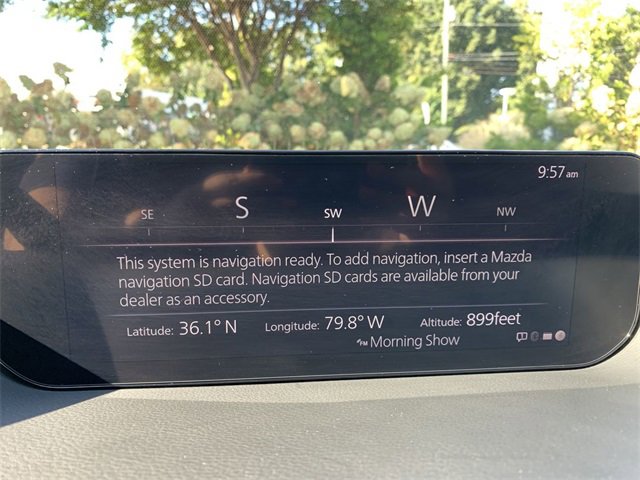 9:57am
SE S SW W NW
This system is navigation ready. To add navigation, insert a Mazda
navigation SD card. Navigation SD cards are available from your
dealer as an accessory.
Latitude: 36.1° N Longitude: 79.8° W Altitude: 899feet
FM Morning Show